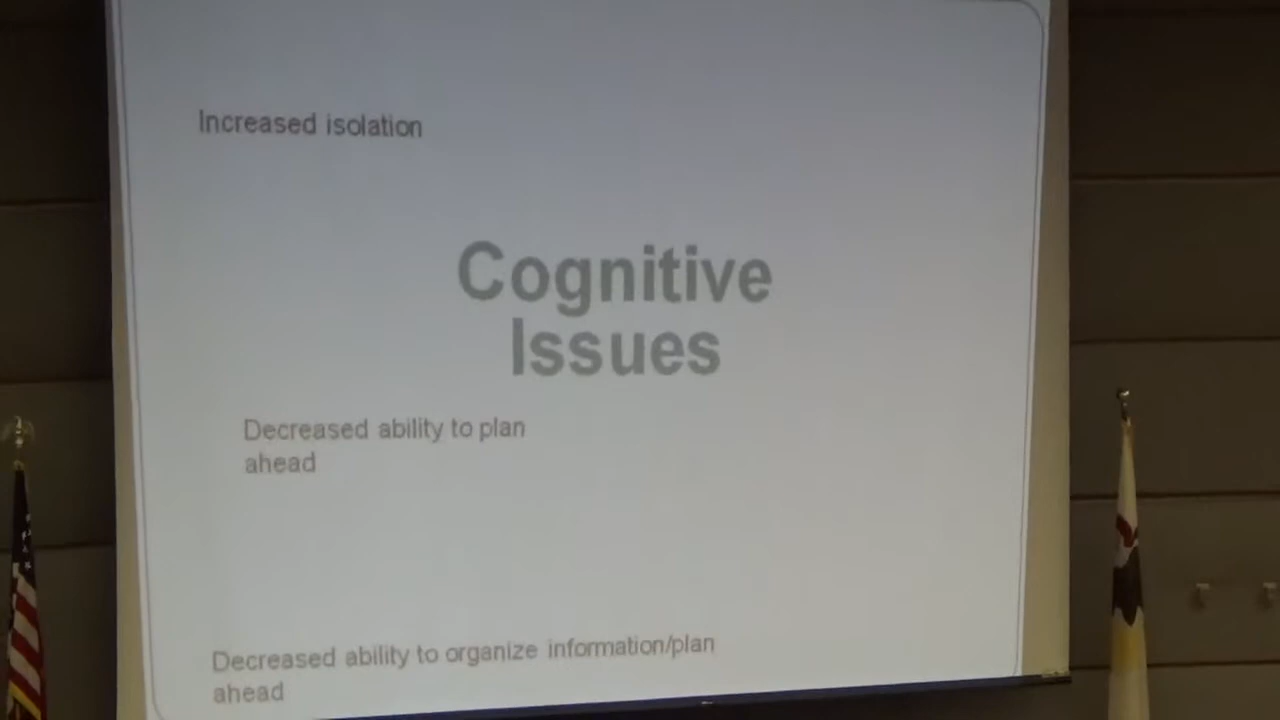 Increased isolation
Cognitive
Issues
Decreased ability to plan
ahead
Decreased ability to organize information/plan
ahead